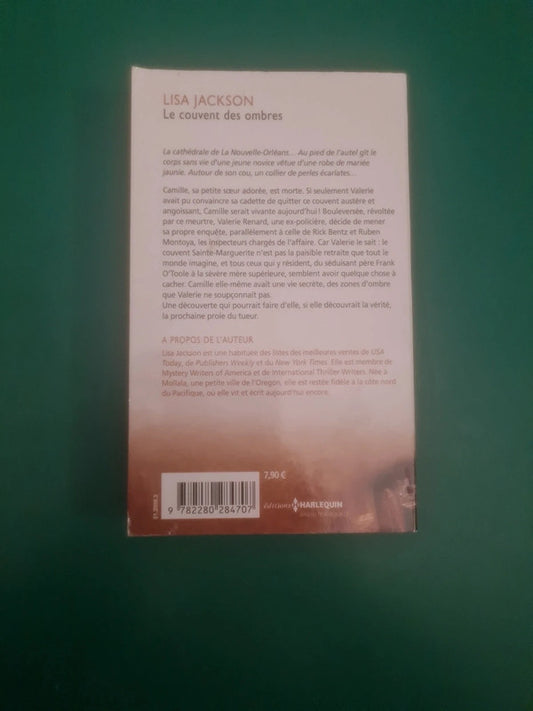 LISA JACKSON
Le couvent des ombres
La cathédrale de La Nouvelle-Orléans... Au pied de l'autel gît le
corps sans vie d'une jeune novice vêtue d'une robe de mariée
jaunie. Autour de son cou, un collier de perles écarlates...
Camille, sa petite sœur adorée, est morte. Si seulement Valerie
avait pu convaincre sa cadette de quitter ce couvent austère et
angoissant, Camille serait vivante aujourd'hui ! Bouleversée, révoltée
par ce meurtre, Valerie Renard, une ex-policière, décide de mener
sa propre enquête, parallèlement à celle de Rick Bentz et Ruben
Montoya, les inspecteurs chargés de l'affaire. Car Valerie le sait : le
couvent Sainte-Marguerite n'est pas la paisible retraite que tout le
monde imagine, et tous ceux qui y résident, du séduisant père Frank
O'Toole à la sévère mère supérieure, semblent avoir quelque chose à
cacher. Camille elle-même avait une vie secrète, des zones d'ombre
que Valerie ne soupçonnait pas.
Une découverte qui pourrait faire d'elle, si elle découvrait la vérité,
la prochaine proie du tueur.
A PROPOS DE L'AUTEUR
Lisa Jackson est une habituée des listes des meilleures ventes de USA
Today, de Publishers Weekly et du New York Times. Elle est membre de
Mystery Writers of America et de International Thriller Writers. Née à
Mollala, une petite ville de l'Oregon, elle est restée fidèle à la côte nord
du Pacifique, où elle vit et écrit aujourd'hui encore.
7,90 €
9 782280 284707
Éditions HARLEQUIN